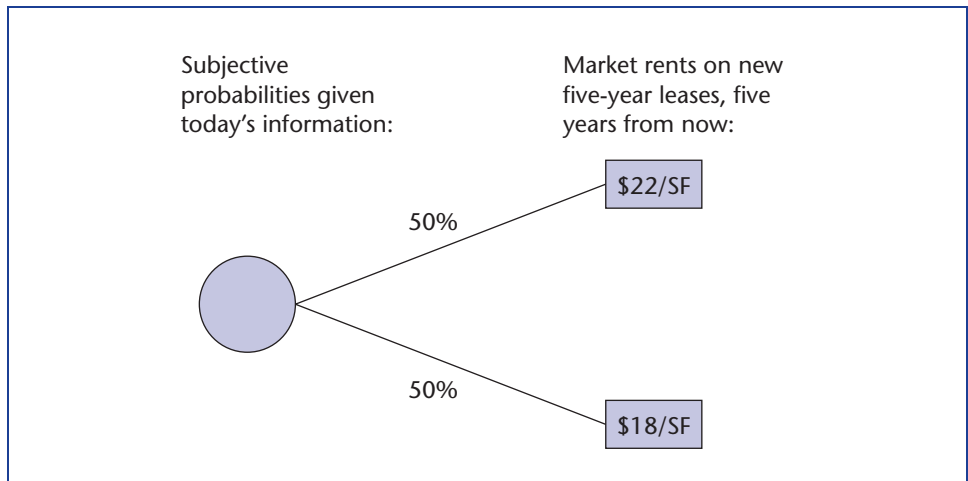 Subjective
probabilities given
today's information:
Market rents on new
five-year leases, five
years from now:
$22/SF
50%
50%
$18/SF